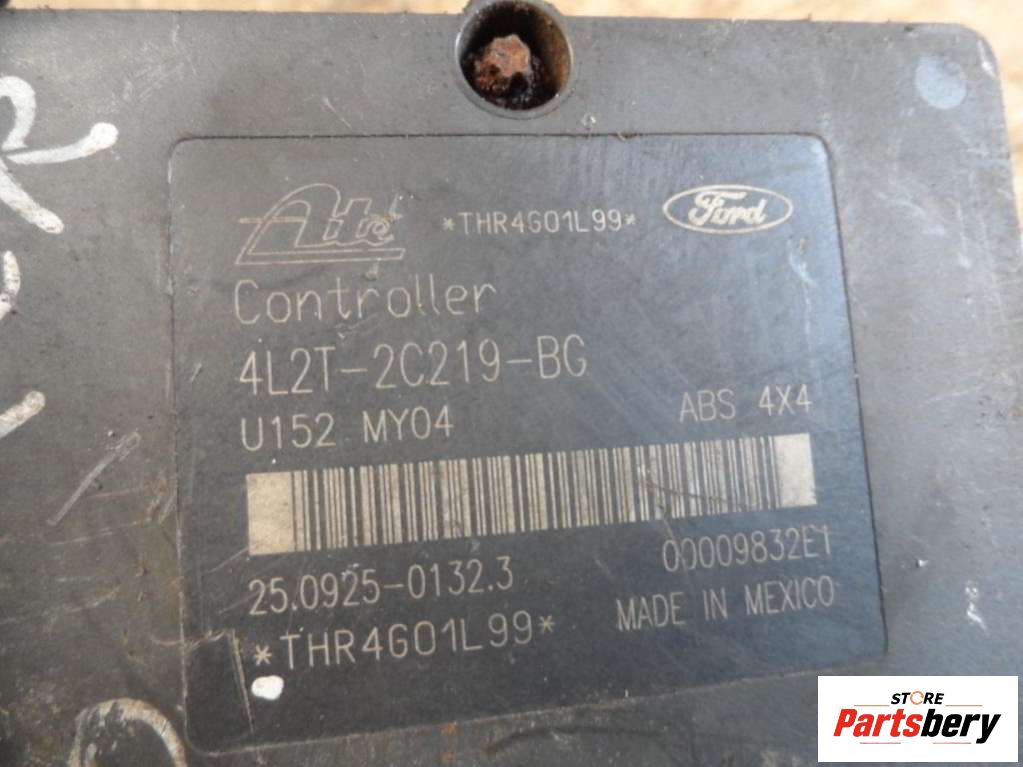 Ate *THR4G01L99* Ford
Controller
4L2T-2C219-BG
U152 MY04 ABS 4X4
25.0925-0132.3 00009832E1
*THR4G01L99* MADE IN MEXICO
STORE
Partsbery